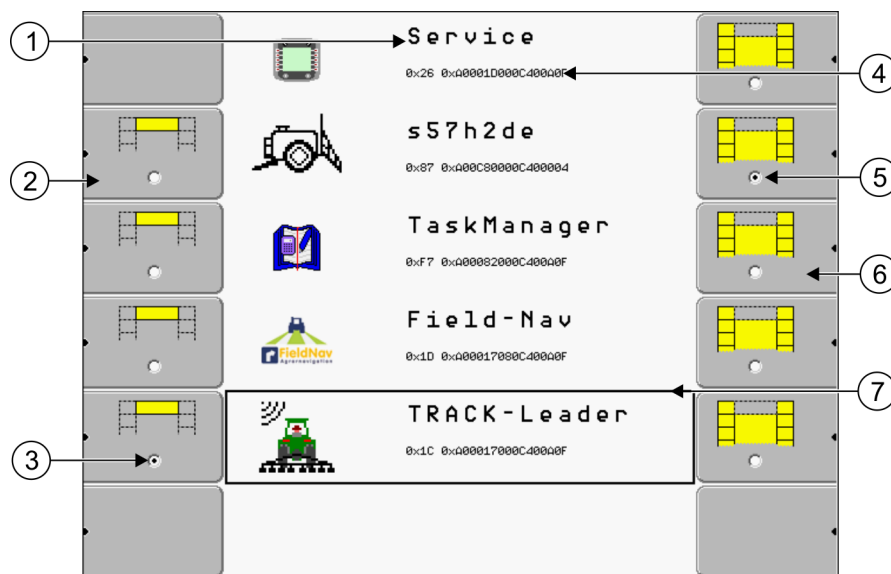 1
Service
0x26 0xA0001D000C400A0F
4
s57h2de
0x87 0xA00C80000C400004
2
5
TaskManager
0xF7 0xA00082000C400A0F
6
Field-Nav
FieldNav
Agrarnavigation
0x1D 0xA00017080C400A0F
7
TRACK-Leader
0x1C 0xA00017000C400A0F
3